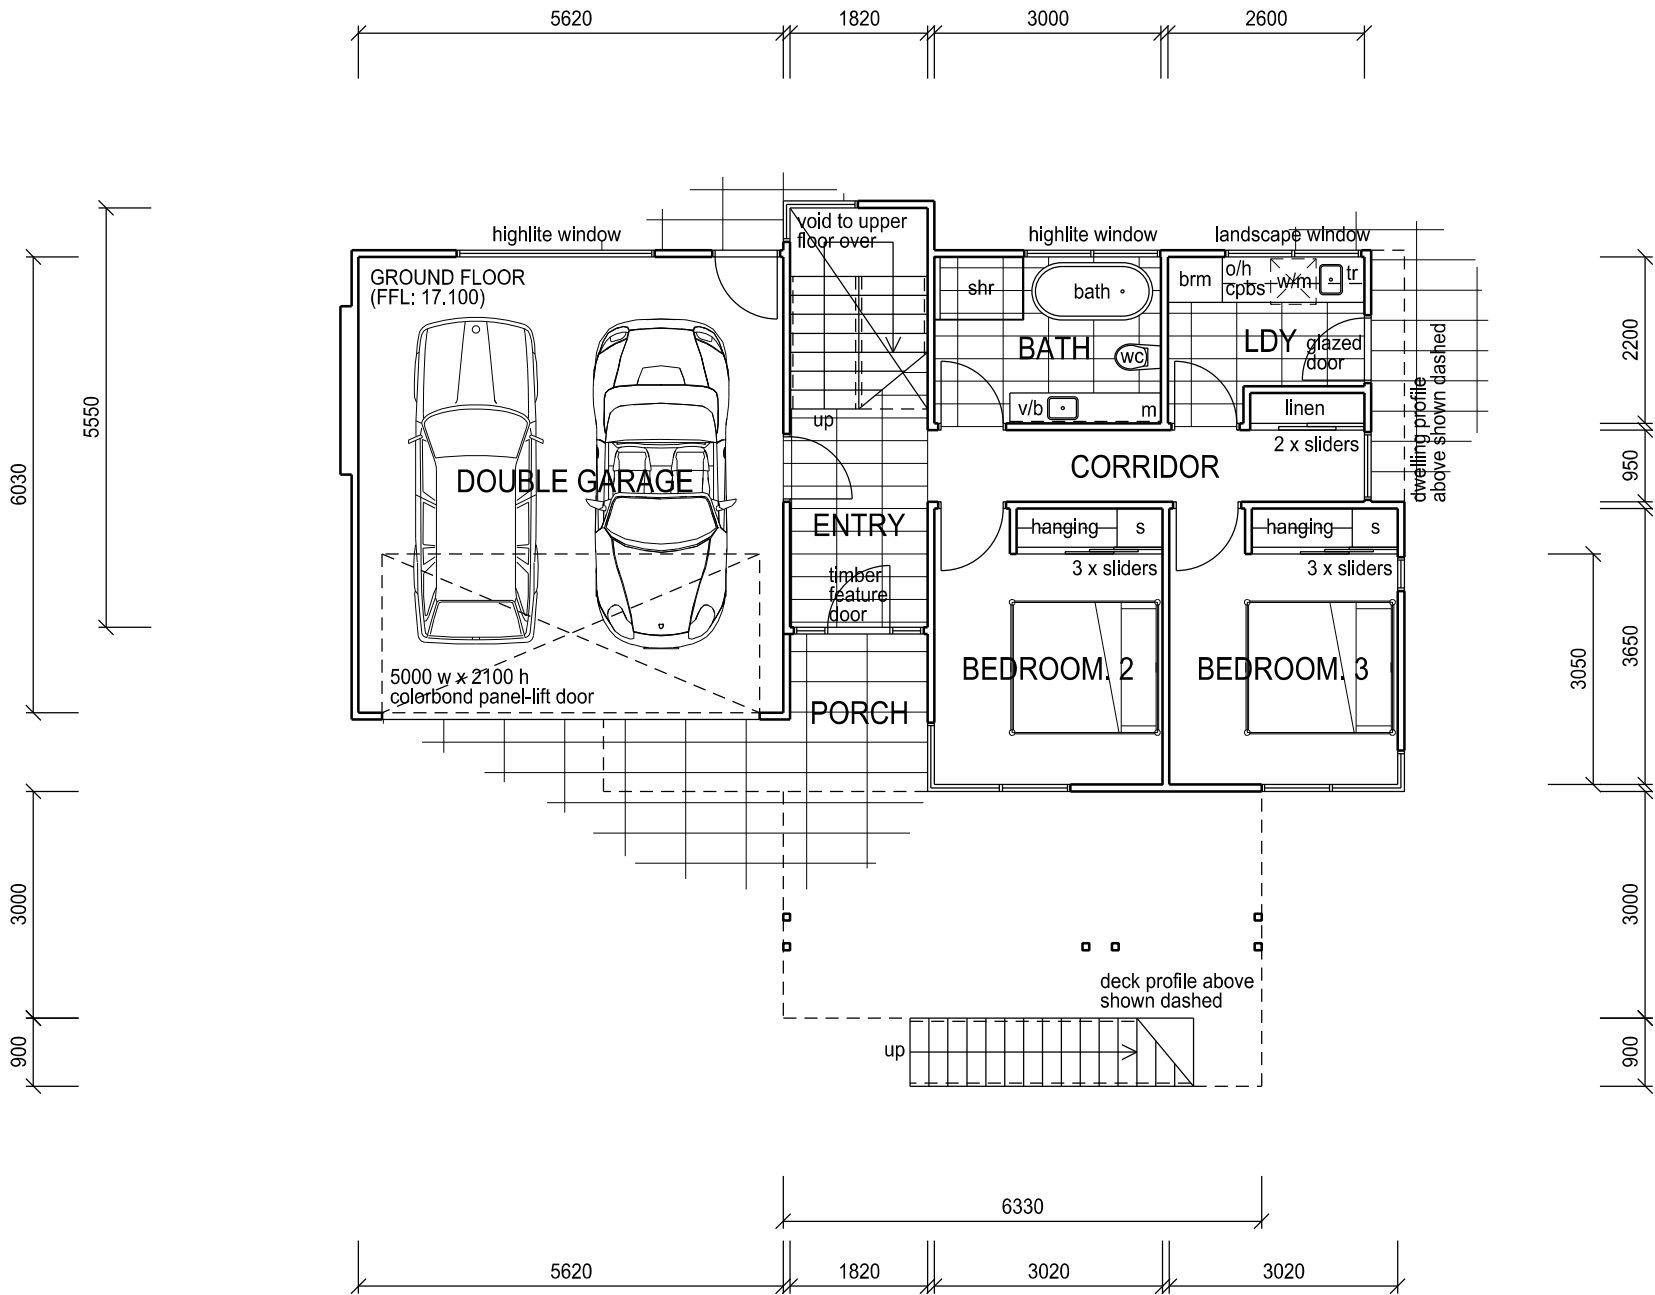 5620
1820
3000
2600
void to upper
floor over
highlite window
highlite window
landscape window
GROUND FLOOR
(FFL: 17.100)
shr
bath
brm
o/h
cpbs
w/m
tr
BATH
wc
LDY
glazed
door
v/b
m
linen
up
2 x sliders
dwelling profile
above shown dashed
DOUBLE GARAGE
CORRIDOR
ENTRY
hanging
s
hanging
s
3 x sliders
3 x sliders
timber
feature
door
BEDROOM. 2
BEDROOM. 3
5000 w x 2100 h
colorbond panel-lift door
PORCH
deck profile above
shown dashed
up
5550
6030
3000
900
2200
950
3650
3050
3000
900
6330
5620
1820
3020
3020